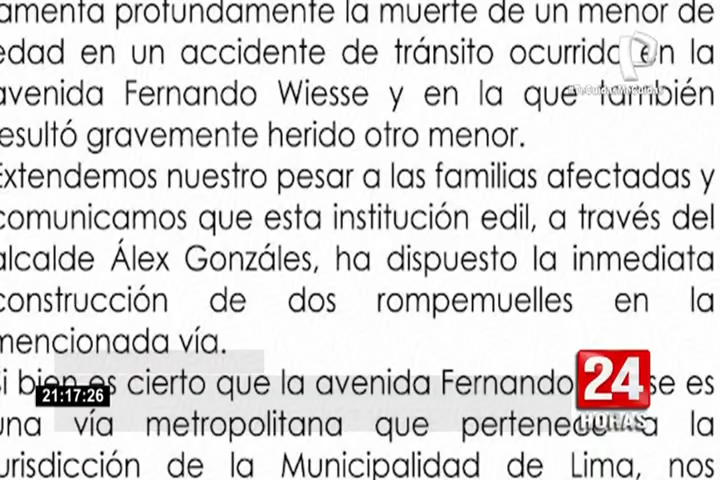 amenta profundamente la muerte de un menor de
edad en un accidente de tránsito ocurrido en la
avenida Fernando Wiesse y en la que también
resultó gravemente herido otro menor.
Extendemos nuestro pesar a las familias afectadas y
comunicamos que esta institución edil, a través del
alcalde Álex Gonzáles, ha dispuesto la inmediata
construcción de dos rompemuelles en la
mencionada vía.
si bien es cierto que la avenida Fernando se es
21:17:26
24
HORAS
una vía metropolitana que pertenece a la
jurisdicción de la Municipalidad de Lima, nos